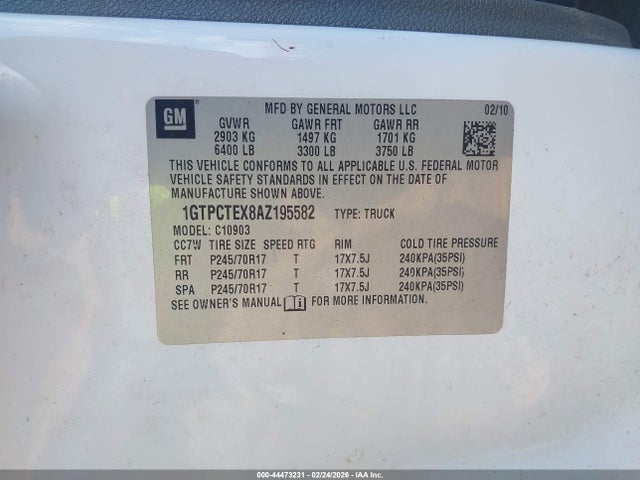 GM
MFD BY GENERAL MOTORS LLC 02/10
GVWR GAWR FRT GAWR RR
2903 KG 1497 KG 1701 KG
6400 LB 3300 LB 3750 LB
THIS VEHICLE CONFORMS TO ALL APPLICABLE U.S. FEDERAL MOTOR
VEHICLE SAFETY STANDARDS IN EFFECT ON THE DATE OF
MANUFACTURE SHOWN ABOVE.
1GTPCTEX8AZ195582 TYPE: TRUCK
MODEL: C10903
CC7W TIRE SIZE SPEED RTG RIM COLD TIRE PRESSURE
FRT P245/70R17 T 17X7.5J 240KPA(35PSI)
RR P245/70R17 T 17X7.5J 240KPA(35PSI)
SPA P245/70R17 T 17X7.5J 240KPA(35PSI)
SEE OWNER'S MANUAL FOR MORE INFORMATION.
000-44473231 - 02/24/2026 - IAA Inc.